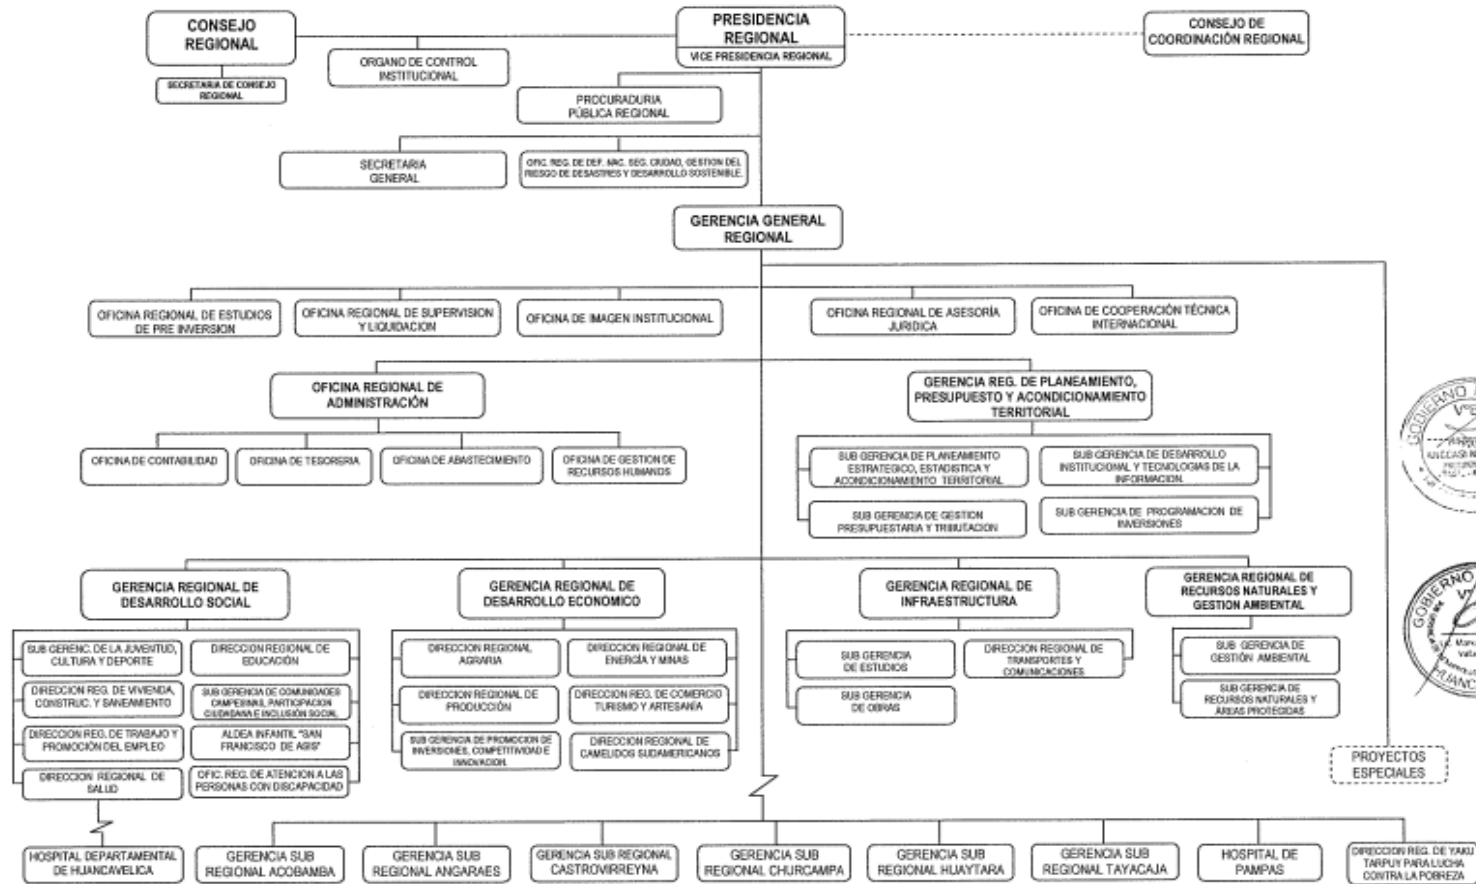 CONSEJO
REGIONAL
SECRETARIA DE CONSEJO
REGIONAL
ORGANO DE CONTROL
INSTITUCIONAL
PRESIDENCIA
REGIONAL
VICE PRESIDENCIA REGIONAL
CONSEJO DE
COORDINACIÓN REGIONAL
PROCURADURIA
PÚBLICA REGIONAL
SECRETARIA
GENERAL
OFIC. REG. DE DEF. NAC. SEG. CIUDAD, GESTION DEL
RIESGO DE DESASTRES Y DESARROLLO SOSTENIBLE.
GERENCIA GENERAL
REGIONAL
OFICINA REGIONAL DE ESTUDIOS
DE PRE INVERSION
OFICINA REGIONAL DE SUPERVISION
Y LIQUIDACION
OFICINA DE IMAGEN INSTITUCIONAL
OFICINA REGIONAL DE ASESORÍA
JURIDICA
OFICINA DE COOPERACIÓN TÉCNICA
INTERNACIONAL
OFICINA REGIONAL DE
ADMINISTRACIÓN
GERENCIA REG. DE PLANEAMIENTO,
PRESUPUESTO Y ACONDICIONAMIENTO
TERRITORIAL
OFICINA DE CONTABILIDAD
OFICINA DE TESORERIA
OFICINA DE ABASTECIMIENTO
OFICINA DE GESTION DE
RECURSOS HUMANOS
SUB GERENCIA DE PLANEAMIENTO
ESTRATEGICO, ESTADISTICA Y
ACONDICIONAMIENTO TERRITORIAL
SUB GERENCIA DE DESARROLLO
INSTITUCIONAL Y TECNOLOGIAS DE LA
INFORMACION.
SUB GERENCIA DE GESTION
PRESUPUESTARIA Y TRIBUTACION
SUB GERENCIA DE PROGRAMACION DE
INVERSIONES
GERENCIA REGIONAL DE
DESARROLLO SOCIAL
GERENCIA REGIONAL DE
DESARROLLO ECONOMICO
GERENCIA REGIONAL DE
INFRAESTRUCTURA
GERENCIA REGIONAL DE
RECURSOS NATURALES Y
GESTION AMBIENTAL
SUB GERENC. DE LA JUVENTUD,
CULTURA Y DEPORTE
DIRECCION REGIONAL DE
EDUCACIÓN
DIRECCION REG. DE VIVIENDA,
CONSTRUC. Y SANEAMIENTO
SUB GERENCIA DE COMUNIDADES
CAMPESINAS, PARTICIPACION
CIUDADANA E INCLUSIÓN SOCIAL
DIRECCION REG. DE TRABAJO Y
PROMOCIÓN DEL EMPLEO
ALDEA INFANTIL "SAN
FRANCISCO DE ASIS"
DIRECCION REGIONAL DE
SALUD
OFIC. REG. DE ATENCION A LAS
PERSONAS CON DISCAPACIDAD
DIRECCION REGIONAL
AGRARIA
DIRECCION REGIONAL DE
ENERGÍA Y MINAS
DIRECCION REGIONAL DE
PRODUCCIÓN
DIRECCION REG. DE COMERCIO
TURISMO Y ARTESANÍA
SUB GERENCIA DE PROMOCION DE
INVERSIONES, COMPETITIVIDAD E
INNOVACION.
DIRECCION REGIONAL DE
CAMELIDOS SUDAMERICANOS
SUB GERENCIA
DE ESTUDIOS
DIRECCION REGIONAL DE
TRANSPORTES Y
COMUNICACIONES
SUB GERENCIA
DE OBRAS
SUB GERENCIA DE
GESTIÓN AMBIENTAL
SUB GERENCIA DE
RECURSOS NATURALES Y
ÁREAS PROTEGIDAS
PROYECTOS
ESPECIALES
HOSPITAL DEPARTAMENTAL
DE HUANCAVELICA
GERENCIA SUB
REGIONAL ACOBAMBA
GERENCIA SUB
REGIONAL ANGARAES
GERENCIA SUB REGIONAL
CASTROVIRREYNA
GERENCIA SUB
REGIONAL CHURCAMPA
GERENCIA SUB
REGIONAL HUAYTARA
GERENCIA SUB
REGIONAL TAYACAJA
HOSPITAL DE
PAMPAS
DIRECCION REG. DE YAKU
TARPUY PARA LUCHA
CONTRA LA POBREZA
GOBIERNO
GOBIERNO